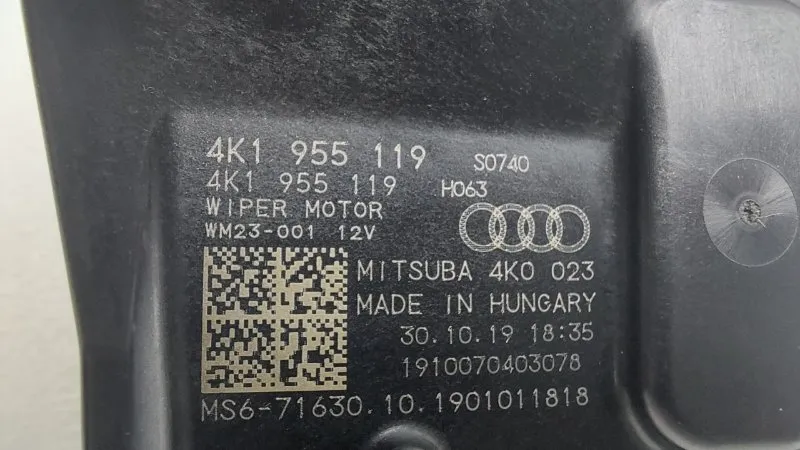 4K1 955 119 S0740
4K1 955 119 H063
WIPER MOTOR
WM23-001 12V
MITSUBA 4K0 023
MADE IN HUNGARY
30.10.19 18:35
1910070403078
MS6-71630.10.1901011818